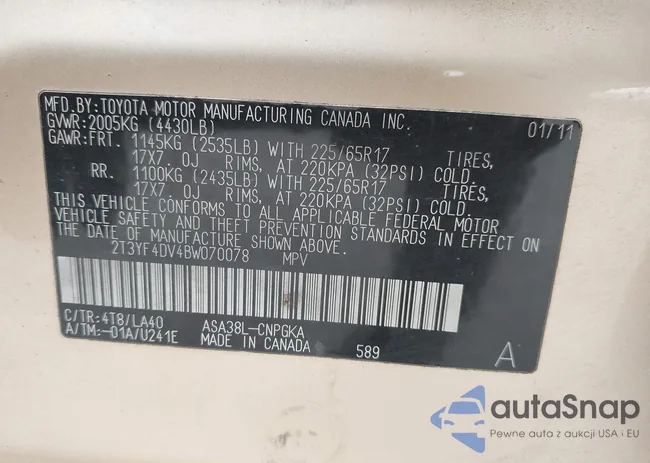 MFD.BY:TOYOTA MOTOR MANUFACTURING CANADA INC. 01/11
GVWR:2005KG (4430LB)
GAWR:FRT. 1145KG (2535LB) WITH 225/65R17 TIRES,
17X7. OJ RIMS, AT 220KPA (32PSI) COLD.
RR. 1100KG (2435LB) WITH 225/65R17 TIRES,
17X7. OJ RIMS, AT 220KPA (32PSI) COLD.
THIS VEHICLE CONFORMS TO ALL APPLICABLE FEDERAL MOTOR
VEHICLE SAFETY AND THEFT PREVENTION STANDARDS IN EFFECT ON
THE DATE OF MANUFACTURE SHOWN ABOVE.
2T3YF4DV4BW070078 MPV
C/TR:4T8/LA40 ASA38L-CNPGKA
A/TM:-01A/U241E MADE IN CANADA 589 A
autaSnap
Pewne auta z aukcji USA i EU